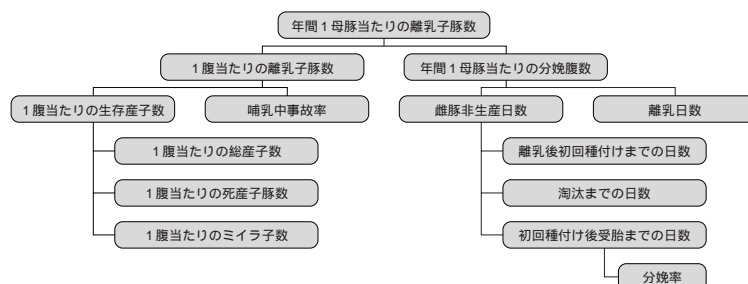 年間１母豚当たりの離乳子豚数
１腹当たりの離乳子豚数
年間１母豚当たりの分娩腹数
１腹当たりの生存産子数
哺乳中事故率
雌豚非生産日数
離乳日数
１腹当たりの総産子数
離乳後初回種付けまでの日数
１腹当たりの死産子豚数
淘汰までの日数
１腹当たりのミイラ子数
初回種付け後受胎までの日数
分娩率